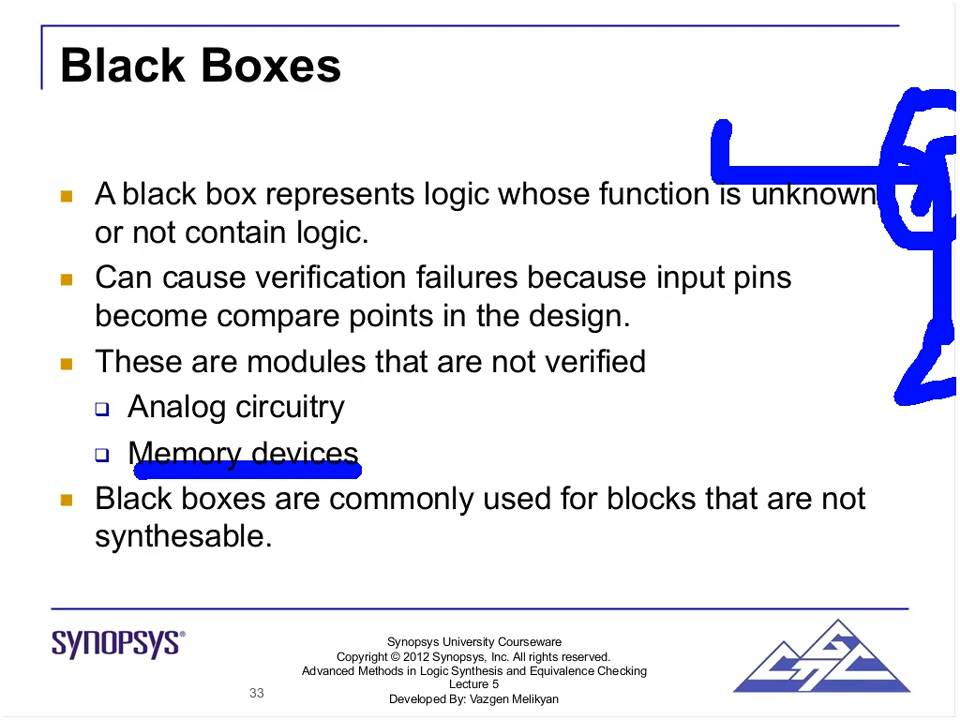 Black Boxes
A black box represents logic whose function is unknown
or not contain logic.
Can cause verification failures because input pins
become compare points in the design.
These are modules that are not verified
Analog circuitry
Memory devices
Black boxes are commonly used for blocks that are not
synthesable.
SYNOPSYS®
Synopsys University Courseware
Copyright © 2012 Synopsys, Inc. All rights reserved.
Advanced Methods in Logic Synthesis and Equivalence Checking
Lecture 5
33
Developed By: Vazgen Melikyan